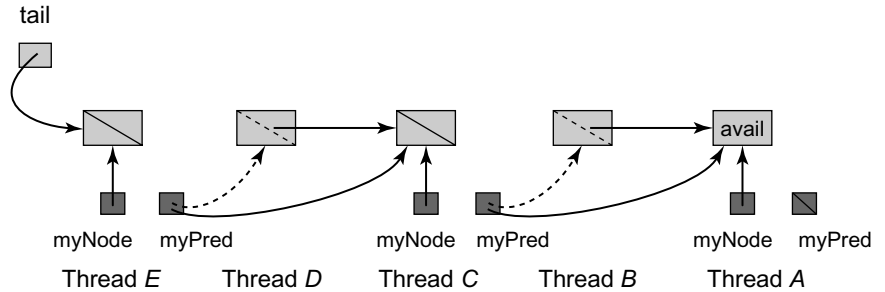 tail
avail
myNode myPred myNode myPred myNode myPred
Thread E Thread D Thread C Thread B Thread A